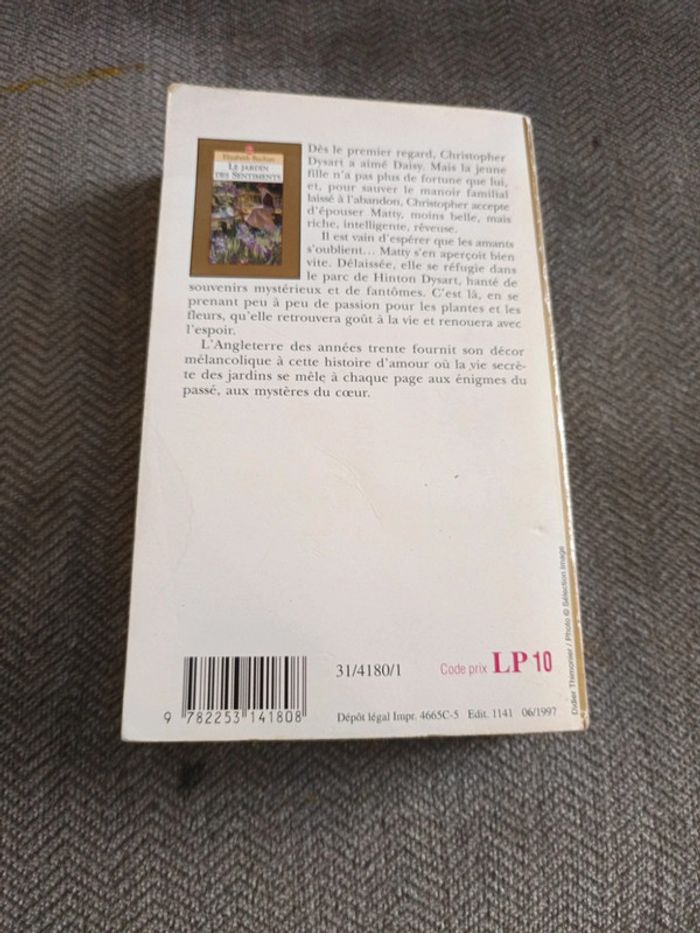 Elizabeth Buchan
LE JARDIN
DES SENTIMENTS
Dès le premier regard, Christopher
Dysart a aimé Daisy. Mais la jeune
fille n'a pas plus de fortune que lui,
et, pour sauver le manoir familial
laissé à l'abandon, Christopher accepte
d'épouser Matty, moins belle, mais
riche, intelligente, rêveuse.
Il est vain d'espérer que les amants
s'oublient... Matty s'en aperçoit bien
vite. Délaissée, elle se réfugie dans
le parc de Hinton Dysart, hanté de
souvenirs mystérieux et de fantômes. C'est là, en se
prenant peu à peu de passion pour les plantes et les
fleurs, qu'elle retrouvera goût à la vie et renouera avec
l'espoir.
L'Angleterre des années trente fournit son décor
mélancolique à cette histoire d'amour où la vie secrè-
te des jardins se mêle à chaque page aux énigmes du
passé, aux mystères du cœur.
Didier Thimonier / Photo © Sélection Image
31/4180/1
Code prix LP 10
9 782253 141808
Dépôt légal Impr. 4665C-5 Edit. 1141 06/1997